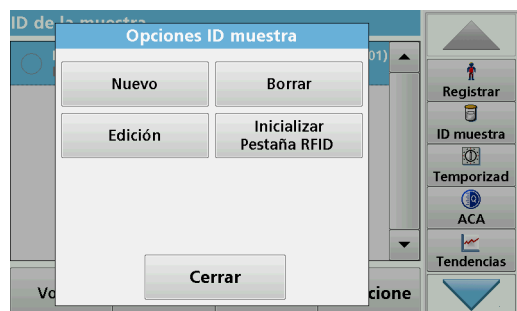 ID de la muestra
Opciones ID muestra
01)
Nuevo
Borrar
Edición
Inicializar
Pestaña RFID
Cerrar
Vo
cione
Registrar
ID muestra
Temporizad
ACA
Tendencias